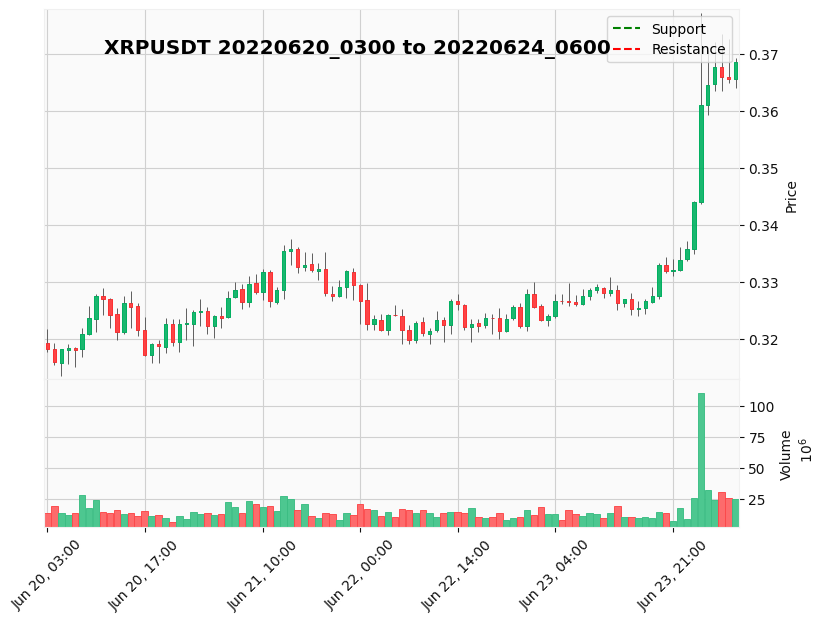 XRPUSDT 20220620_0300 to 20220624_0600
Support
Resistance
0.37
0.36
0.35
0.34
0.33
0.32
Price
100
75
50
25
Volume
10^6
Jun 20, 03:00
Jun 20, 17:00
Jun 21, 10:00
Jun 22, 00:00
Jun 22, 14:00
Jun 23, 04:00
Jun 23, 21:00